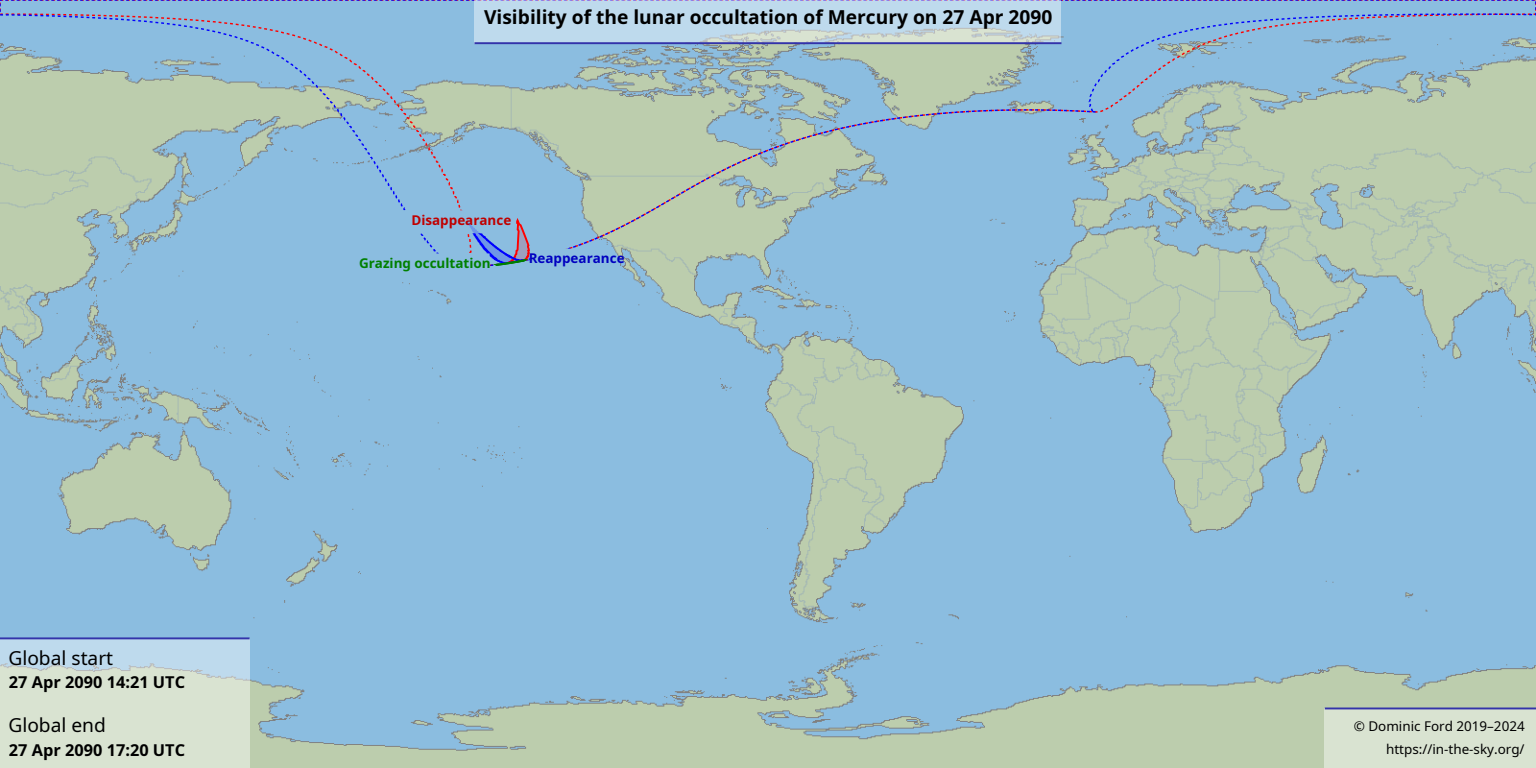 Visibility of the lunar occultation of Mercury on 27 Apr 2090
Disappearance
Grazing occultation
Reappearance
Global start
27 Apr 2090 14:21 UTC
Global end
27 Apr 2090 17:20 UTC
© Dominic Ford 2019–2024
https://in-the-sky.org/